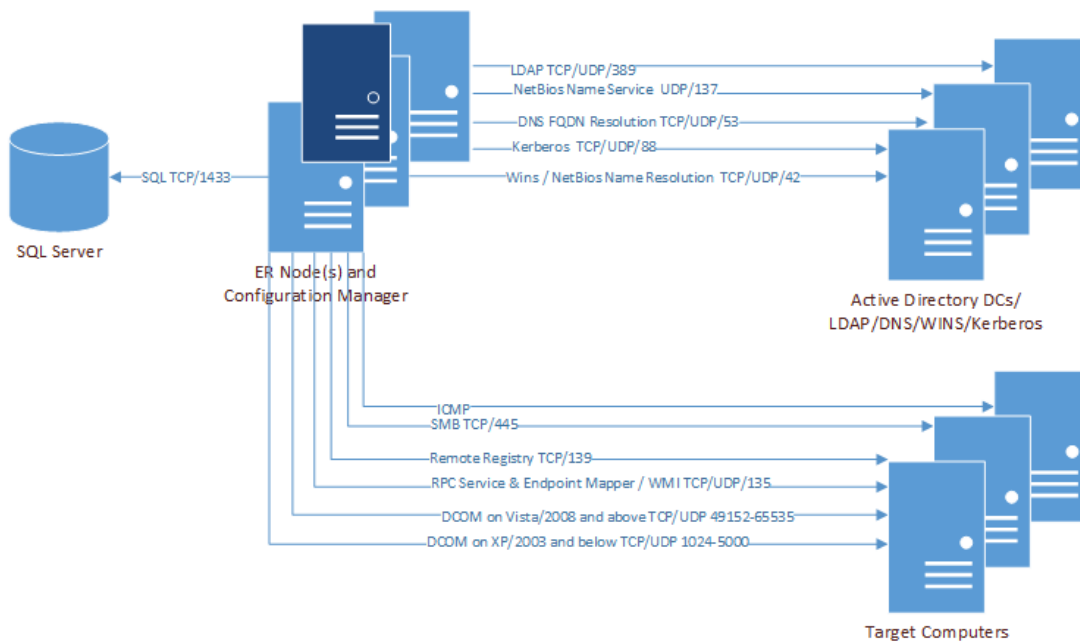 LDAP TCP/UDP/389
NetBios Name Service UDP/137
DNS FQDN Resolution TCP/UDP/53
Kerberos TCP/UDP/88
Wins / NetBios Name Resolution TCP/UDP/42
SQL TCP/1433
SQL Server
ER Node(s) and
Configuration Manager
Active Directory DCs/
LDAP/DNS/WINS/Kerberos
ICMP
SMB TCP/445
Remote Registry TCP/139
RPC Service & Endpoint Mapper / WMI TCP/UDP/135
DCOM on Vista/2008 and above TCP/UDP 49152-65535
DCOM on XP/2003 and below TCP/UDP 1024-5000
Target Computers